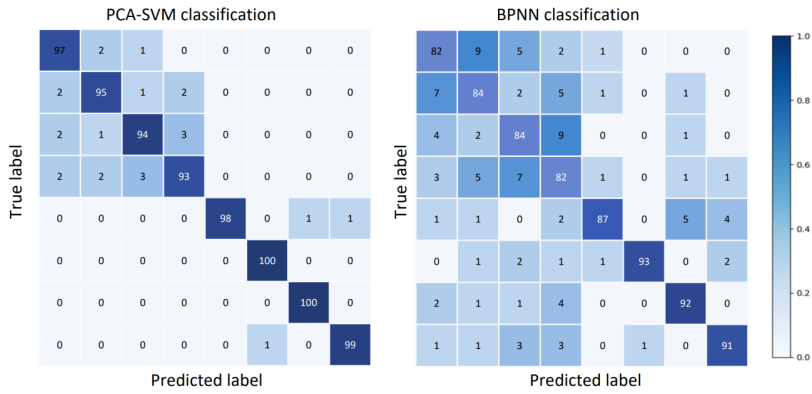 PCA-SVM classification
97 2 1 0 0 0 0 0
2 95 1 2 0 0 0 0
2 1 94 3 0 0 0 0
2 2 3 93 0 0 0 0
0 0 0 0 98 0 1 1
0 0 0 0 0 100 0 0
0 0 0 0 0 0 100 0
0 0 0 0 0 1 0 99
True label
Predicted label
BPNN classification
82 9 5 2 1 0 0 0
7 84 2 5 1 0 1 0
4 2 84 9 0 0 1 0
3 5 7 82 1 0 1 1
1 1 0 2 87 0 5 4
0 1 2 1 1 93 0 2
2 1 1 4 0 0 92 0
1 1 3 3 0 1 0 91
True label
Predicted label
1.0
0.8
0.6
0.4
0.2
0.0